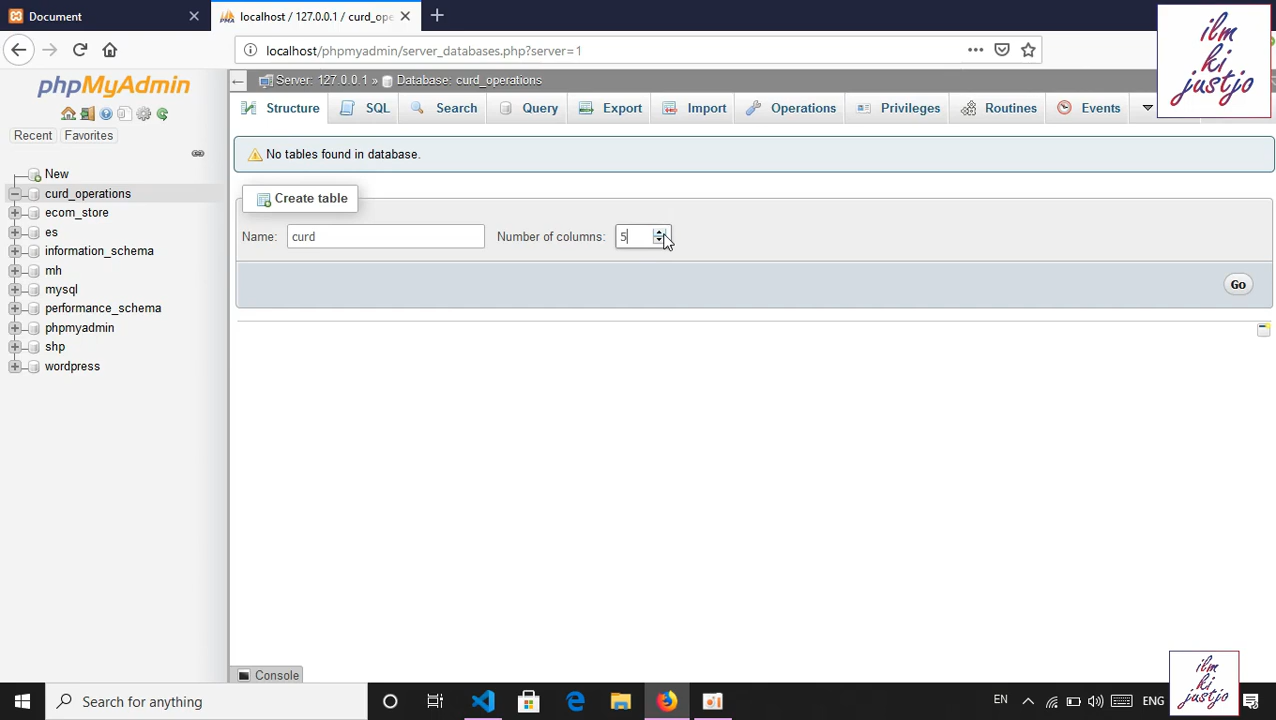 Document
localhost / 127.0.0.1 / curd_ope
localhost/phpmyadmin/server_databases.php?server=1
ilm
ki
justjo
phpMyAdmin
Recent
Favorites
New
curd_operations
ecom_store
es
information_schema
mh
mysql
performance_schema
phpmyadmin
shp
wordpress
Server: 127.0.0.1 » Database: curd_operations
Structure
SQL
Search
Query
Export
Import
Operations
Privileges
Routines
Events
No tables found in database.
Create table
Name: curd
Number of columns: 5
Go
Console
ilm
ki
justjo
Search for anything
EN
ENG